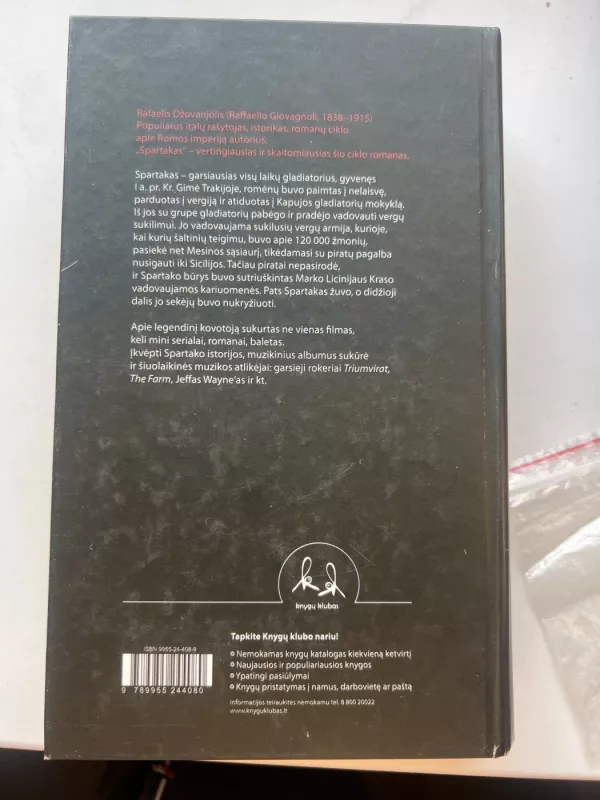 Rafaelis Džovanjolis (Raffaello Giovagnoli, 1838–1915)
Populiarus italų rašytojas, istorikas, romanų ciklo
apie Romos imperiją autorius.
„Spartakas“ – vertingiausias ir skaitomiausias šio ciklo romanas.
Spartakas – garsiausias visų laikų gladiatorius, gyvenęs
I a. pr. Kr. Gimė Trakijoje, romėnų buvo paimtas į nelaisvę,
parduotas į vergiją ir atiduotas į Kapujos gladiatorių mokyklą.
Iš jos su grupe gladiatorių pabėgo ir pradėjo vadovauti vergų
sukilimui. Jo vadovaujama sukilusių vergų armija, kurioje,
kai kurių šaltinių teigimu, buvo apie 120 000 žmonių,
pasiekė net Mesinos sąsiaurį, tikėdamasi su piratų pagalba
nusigauti iki Sicilijos. Tačiau piratai nepasirodė,
ir Spartako būrys buvo sutriuškintas Marko Licinijaus Kraso
vadovaujamos kariuomenės. Pats Spartakas žuvo, o didžioji
dalis jo sekėjų buvo nukryžiuoti.
Apie legendinį kovotoją sukurtas ne vienas filmas,
keli mini serialai, romanai, baletas.
Įkvėpti Spartako istorijos, muzikinius albumus sukūrė
ir šiuolaikinės muzikos atlikėjai: garsieji rokeriai Triumvirat,
The Farm, Jeffas Wayne'as ir kt.
knygų klubas
ISBN 9955-24-408-9
9 789955 244080
Tapkite Knygų klubo nariu!
Nemokamas knygų katalogas kiekvieną ketvirtį
Naujausios ir populiariausios knygos
Ypatingi pasiūlymai
Knygų pristatymas į namus, darbovietę ar paštą
Informacijos teiraukitės nemokamu tel. 8 800 20022
www.knyguklubas.lt